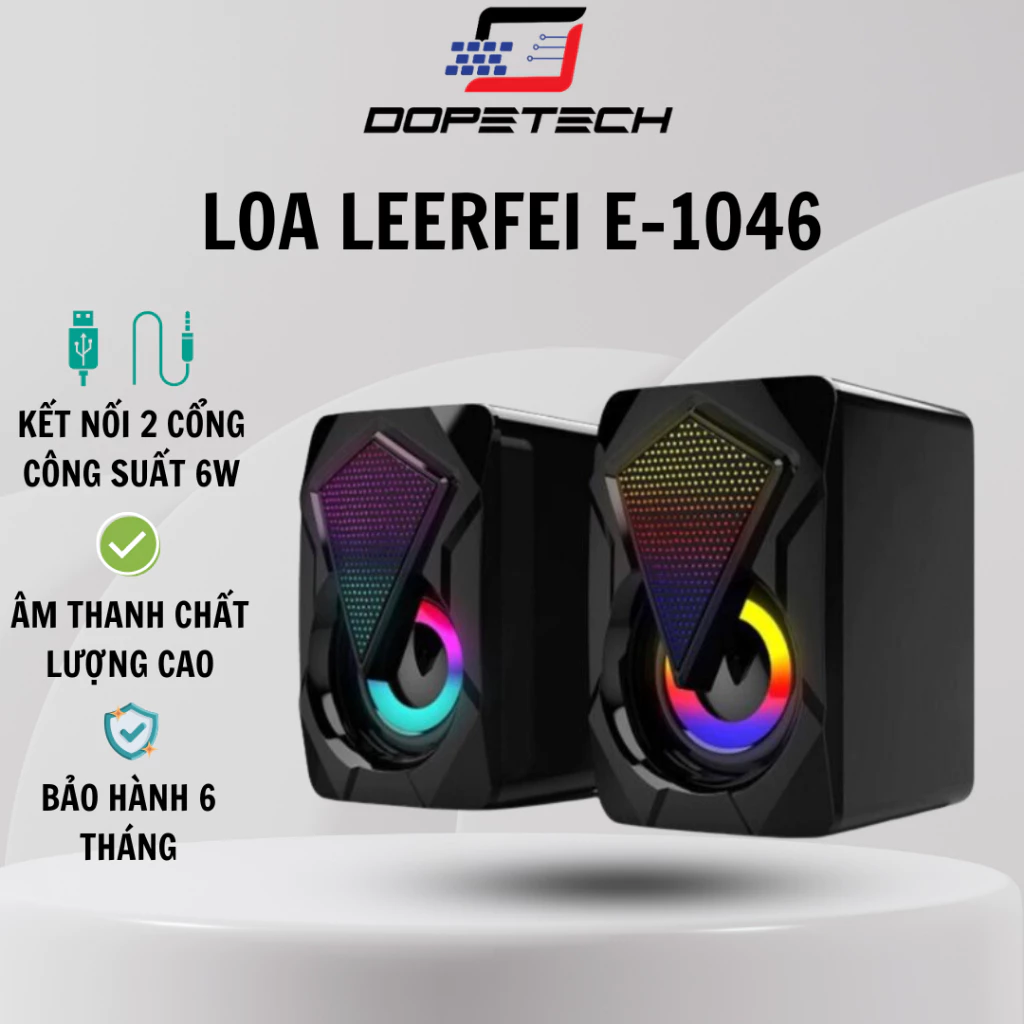 DOPETECH
LOA LEERFEI E-1046
KẾT NỐI 2 CỔNG
CÔNG SUẤT 6W
ÂM THANH CHẤT
LƯỢNG CAO
BẢO HÀNH 6
THÁNG